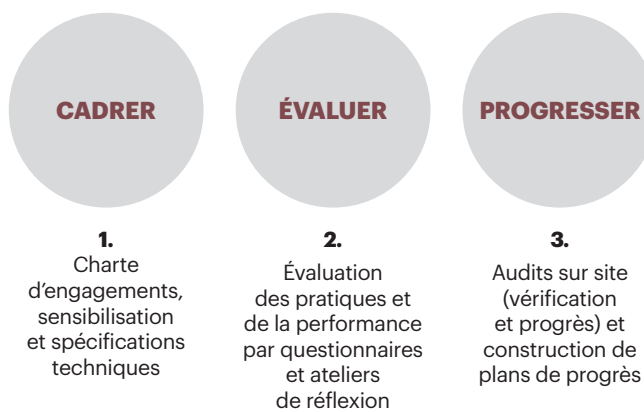 CADRER
1.
Charte
d'engagements,
sensibilisation
et spécifications
techniques
ÉVALUER
2.
Évaluation
des pratiques et
de la performance
par questionnaires
et ateliers
de réflexion
PROGRESSER
3.
Audits sur site
(vérification
et progrès) et
construction de
plans de progrès